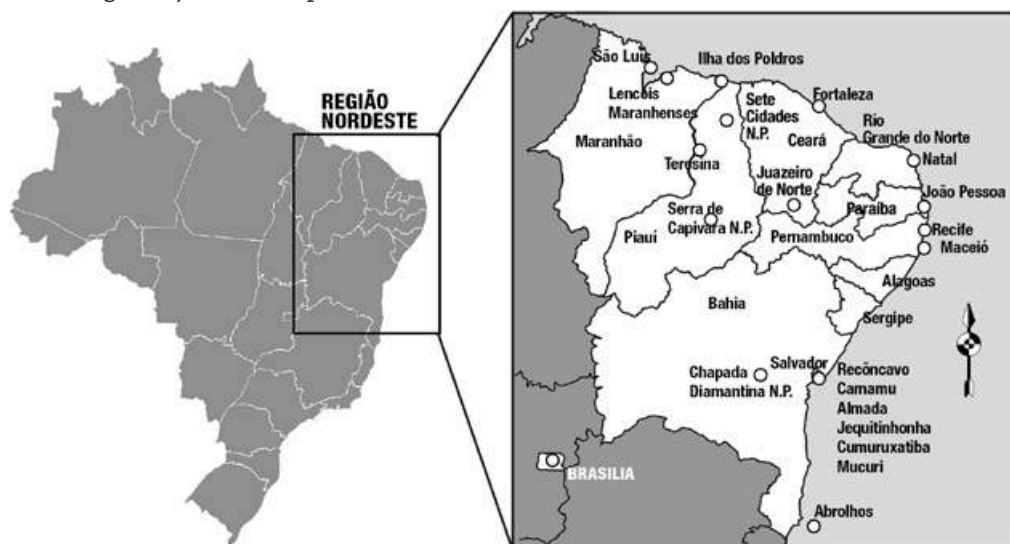 REGIÃO
NORDESTE
São Luís
Ilha dos Poldros
Lencois
Maranhenses
Sete
Cidades
N.P.
Fortaleza
Ceará
Rio
Grande do Norte
Maranhão
Teresina
Natal
Juazeiro
de Norte
João Pessoa
Paraíba
Serra de
Capivara N.P.
Piauí
Pernambuco
Recife
Maceió
Alagoas
Bahia
Sergipe
Chapada
Diamantina N.P.
Salvador
Recôncavo
Camamu
Almada
Jequitinhonha
Cumuruxatiba
Mucuri
BRASILIA
Abrolhos